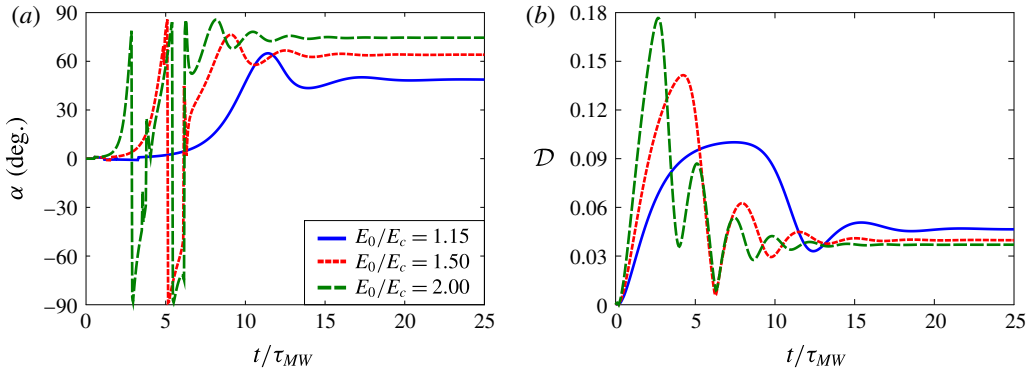 (a)
90
60
30
0
−30
−60
−90
α (deg.)
E0/Ec = 1.15
E0/Ec = 1.50
E0/Ec = 2.00
0 5 10 15 20 25
t/τMW
(b)
0.18
0.15
0.12
0.09
0.06
0.03
0
𝒟
0 5 10 15 20 25
t/τMW